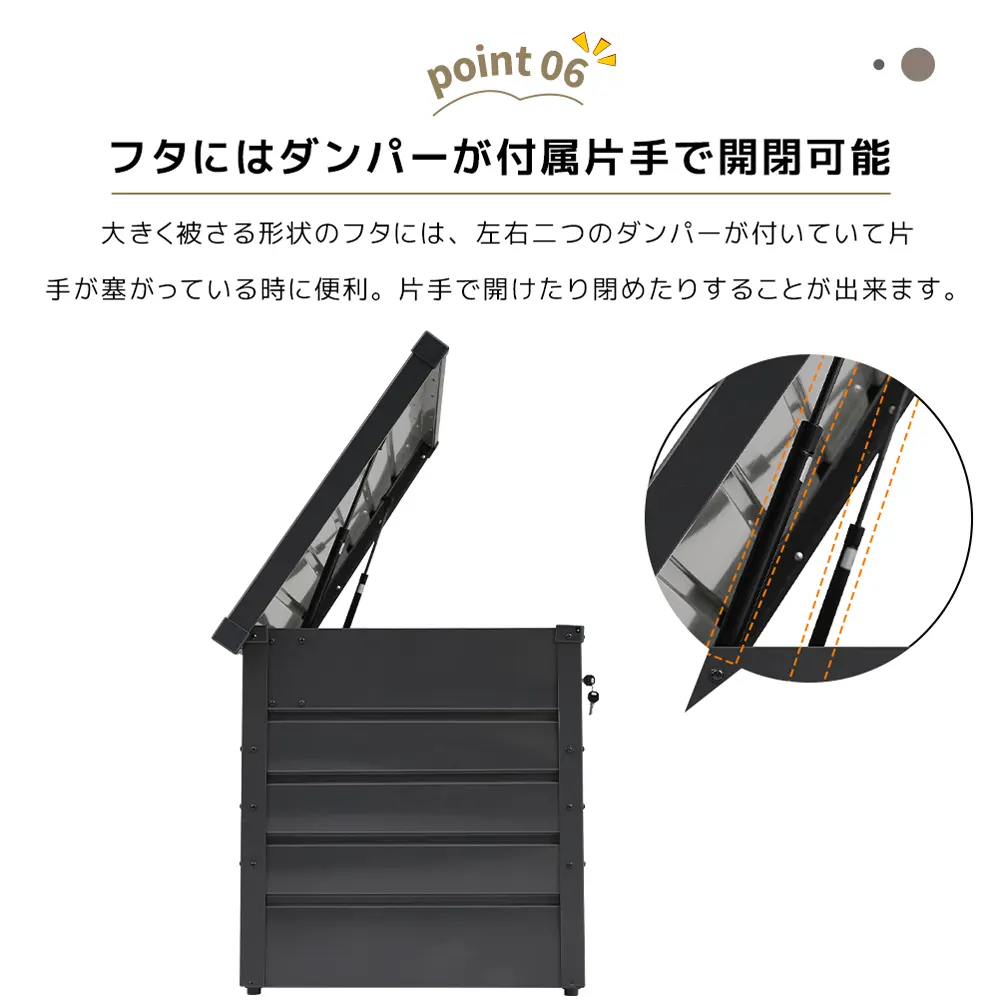 point 06
フタにはダンパーが付属片手で開閉可能
大きく被さる形状のフタには、左右二つのダンパーが付いていて片
手が塞がっている時に便利。片手で開けたり閉めたりすることが出来ます。